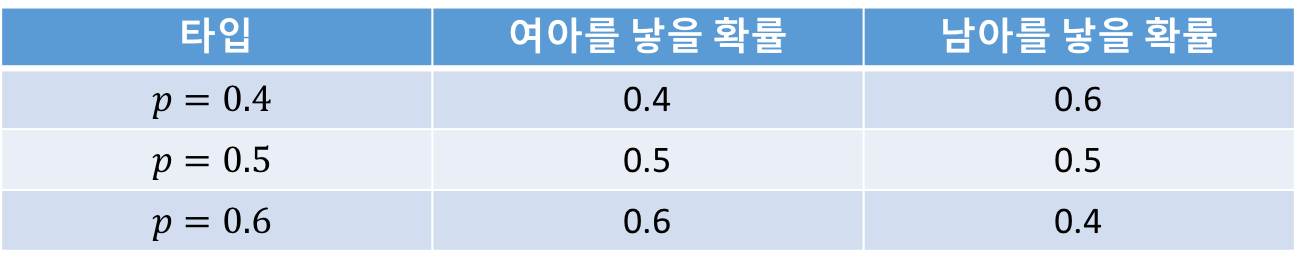 타입 여아를 낳을 확률 남아를 낳을 확률
p = 0.4 0.4 0.6
p = 0.5 0.5 0.5
p = 0.6 0.6 0.4